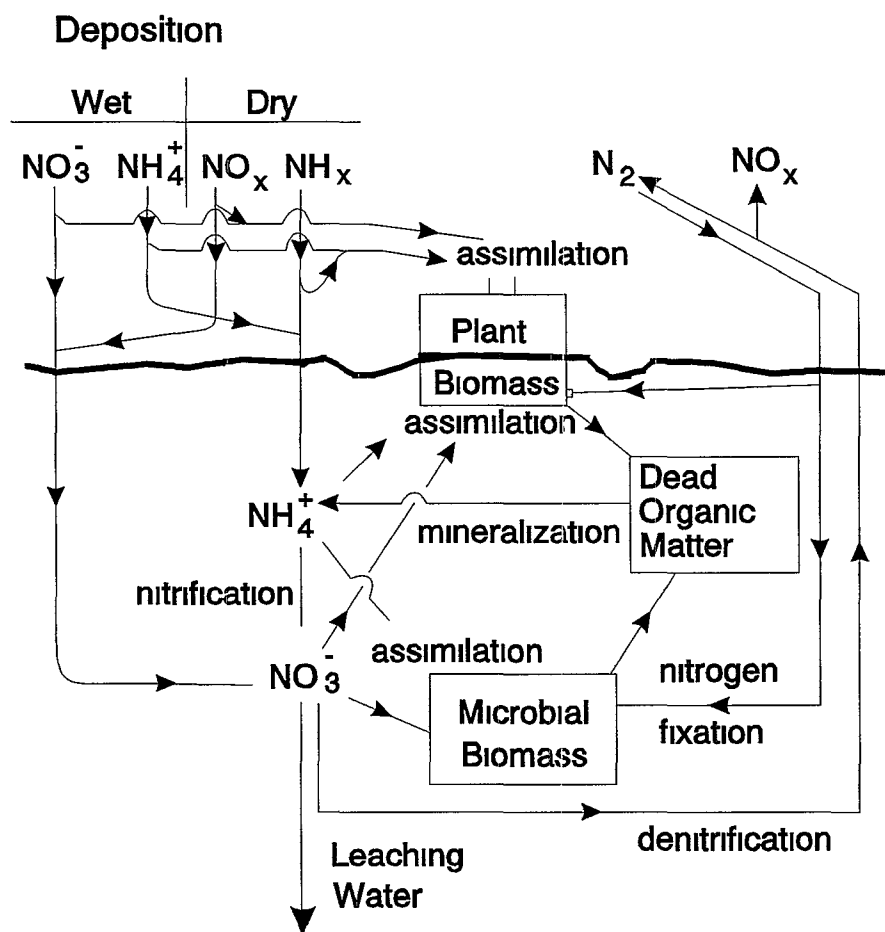 Deposition
Wet Dry
NO3- NH4+ NOx NHx
N2 NOx
assimilation
Plant
Biomass
assimilation
Dead
Organic
Matter
NH4+
mineralization
nitrification
assimilation
NO3-
Microbial
Biomass
nitrogen
fixation
denitrification
Leaching
Water